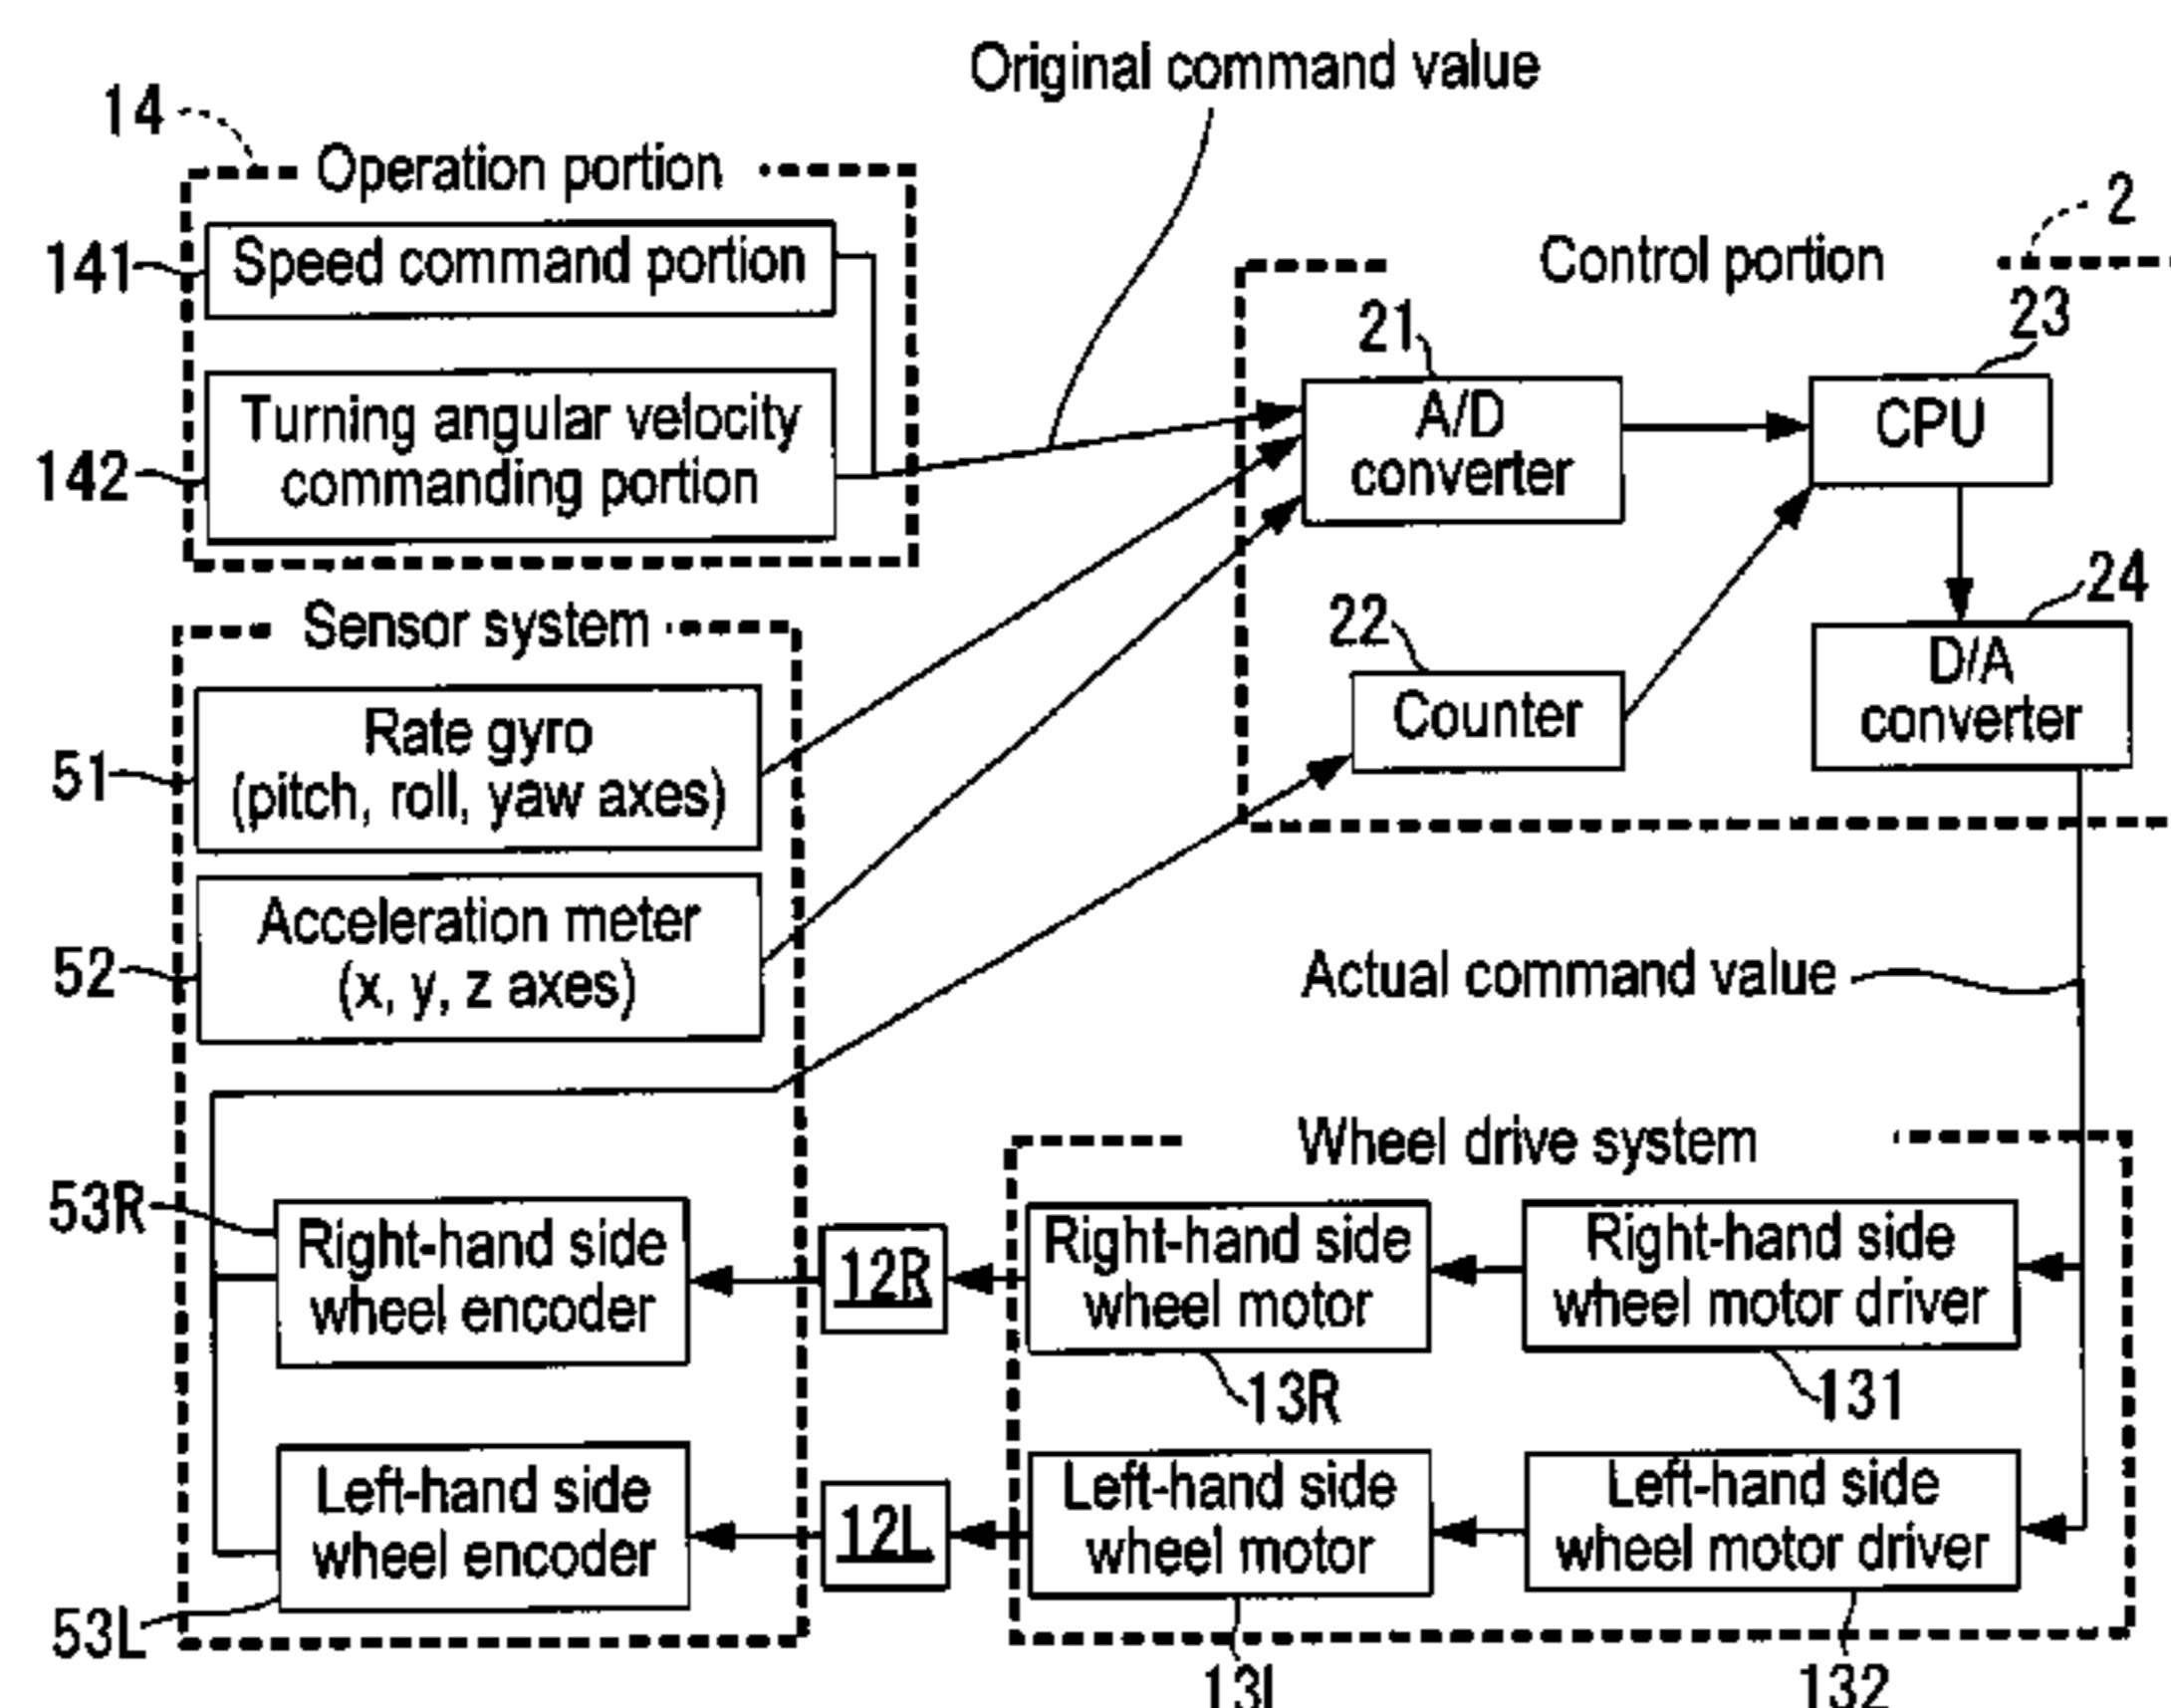 Original command value
14
Operation portion
2
141
Speed command portion
Control portion
23
21
142
Turning angular velocity
commanding portion
A/D
converter
CPU
24
Sensor system
22
D/A
converter
Counter
51
Rate gyro
(pitch, roll, yaw axes)
52
Acceleration meter
(x, y, z axes)
Actual command value
Wheel drive system
53R
Right-hand side
wheel encoder
12R
Right-hand side
wheel motor
Right-hand side
wheel motor driver
13R
131
Left-hand side
wheel encoder
12L
Left-hand side
wheel motor
Left-hand side
wheel motor driver
53L
132